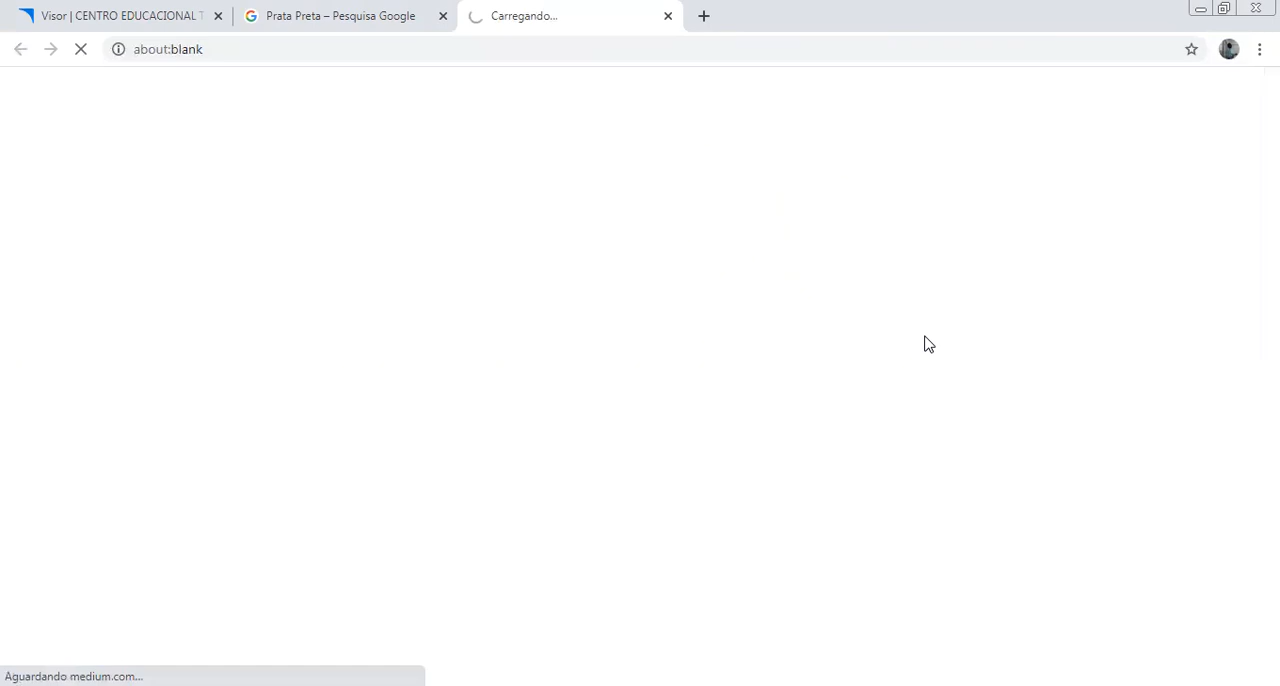 Visor | CENTRO EDUCACIONAL T
Prata Preta – Pesquisa Google
Carregando...
about:blank
Aguardando medium.com...